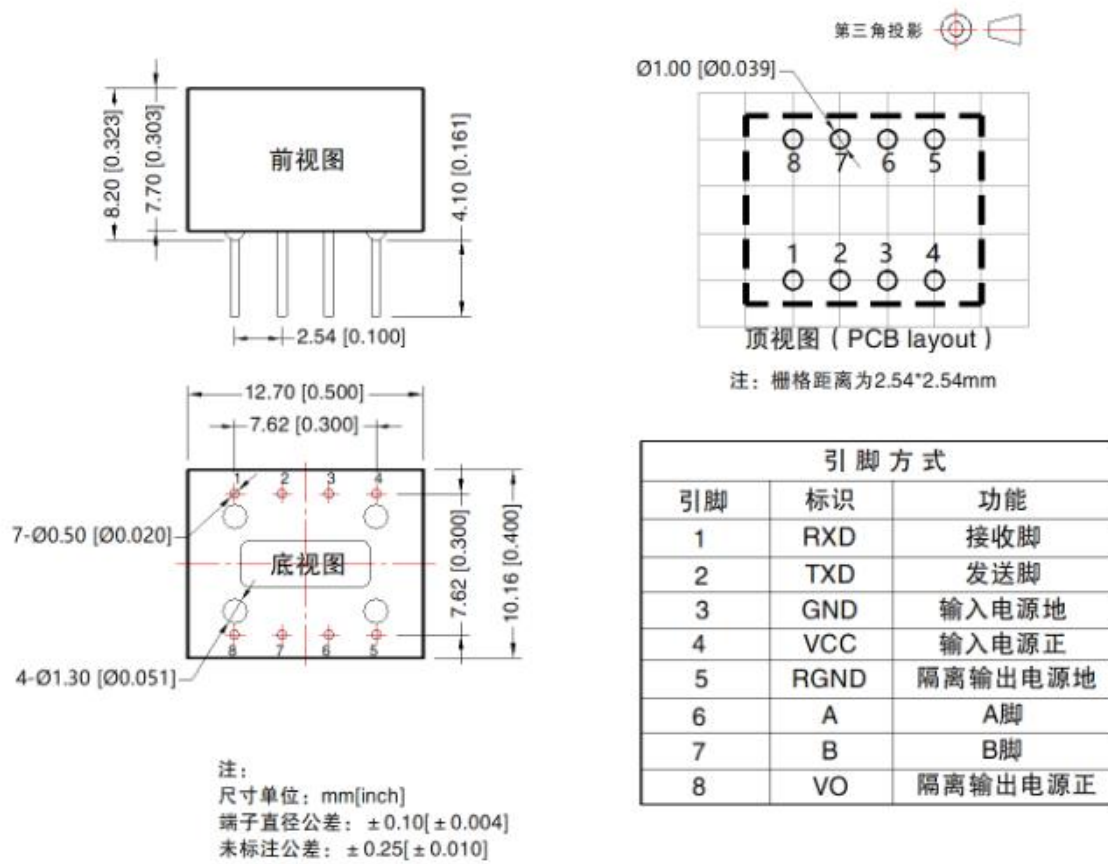 第三角投影
Ø1.00 [Ø0.039]
8.20 [0.323]
7.70 [0.303]
前视图
4.10 [0.161]
2.54 [0.100]
8 7 6 5
1 2 3 4
顶视图（PCB layout）
注：栅格距离为2.54*2.54mm
12.70 [0.500]
7.62 [0.300]
1 2 3 4
7-Ø0.50 [Ø0.020]
底视图
7.62 [0.300]
10.16 [0.400]
8 7 6 5
4-Ø1.30 [Ø0.051]
注：
尺寸单位：mm[inch]
端子直径公差：±0.10[±0.004]
未标注公差：±0.25[±0.010]
引脚方式
引脚 标识 功能
1 RXD 接收脚
2 TXD 发送脚
3 GND 输入电源地
4 VCC 输入电源正
5 RGND 隔离输出电源地
6 A A脚
7 B B脚
8 VO 隔离输出电源正